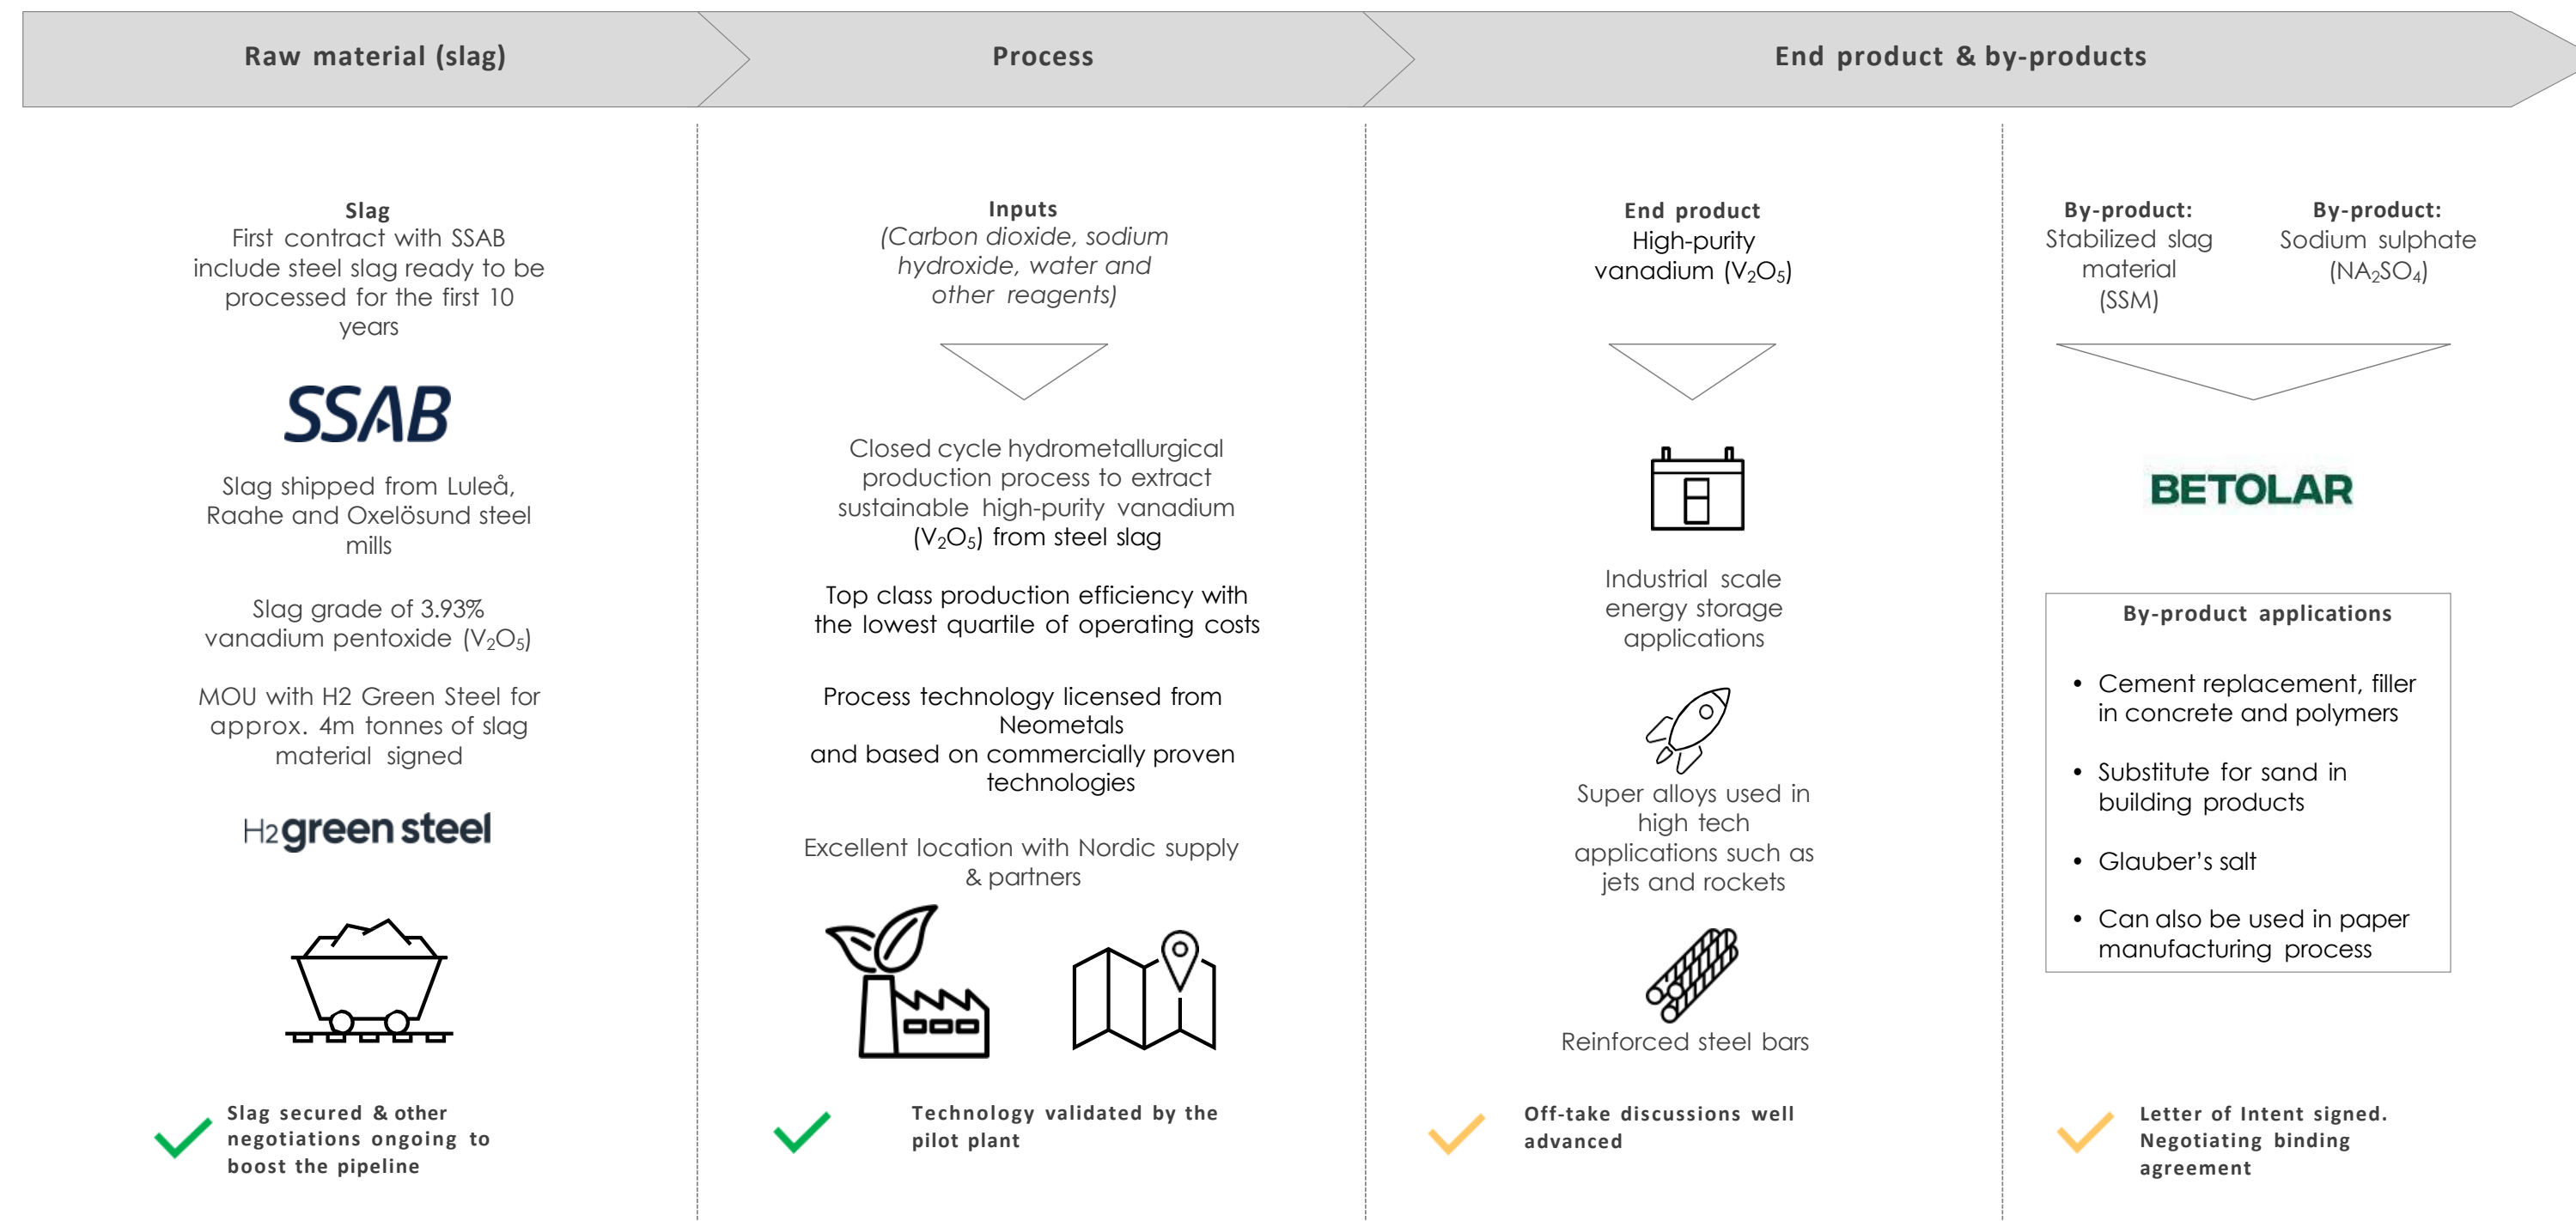 Raw material (slag)
Process
End product & by-products
Slag
First contract with SSAB
include steel slag ready to be
processed for the first 10
years
SSAB
Slag shipped from Luleå,
Raahe and Oxelösund steel
mills
Slag grade of 3.93%
vanadium pentoxide (V₂O₅)
MOU with H2 Green Steel for
approx. 4m tonnes of slag
material signed
H2green steel
Slag secured & other
negotiations ongoing to
boost the pipeline
Inputs
(Carbon dioxide, sodium
hydroxide, water and
other reagents)
Closed cycle hydrometallurgical
production process to extract
sustainable high-purity vanadium
(V₂O₅) from steel slag
Top class production efficiency with
the lowest quartile of operating costs
Process technology licensed from
Neometals
and based on commercially proven
technologies
Excellent location with Nordic supply
& partners
Technology validated by the
pilot plant
End product
High-purity
vanadium (V₂O₅)
Industrial scale
energy storage
applications
Super alloys used in
high tech
applications such as
jets and rockets
Reinforced steel bars
Off-take discussions well
advanced
By-product:
Stabilized slag
material
(SSM)
By-product:
Sodium sulphate
(NA₂SO₄)
BETOLAR
By-product applications
• Cement replacement, filler
in concrete and polymers
• Substitute for sand in
building products
• Glauber’s salt
• Can also be used in paper
manufacturing process
Letter of Intent signed.
Negotiating binding
agreement